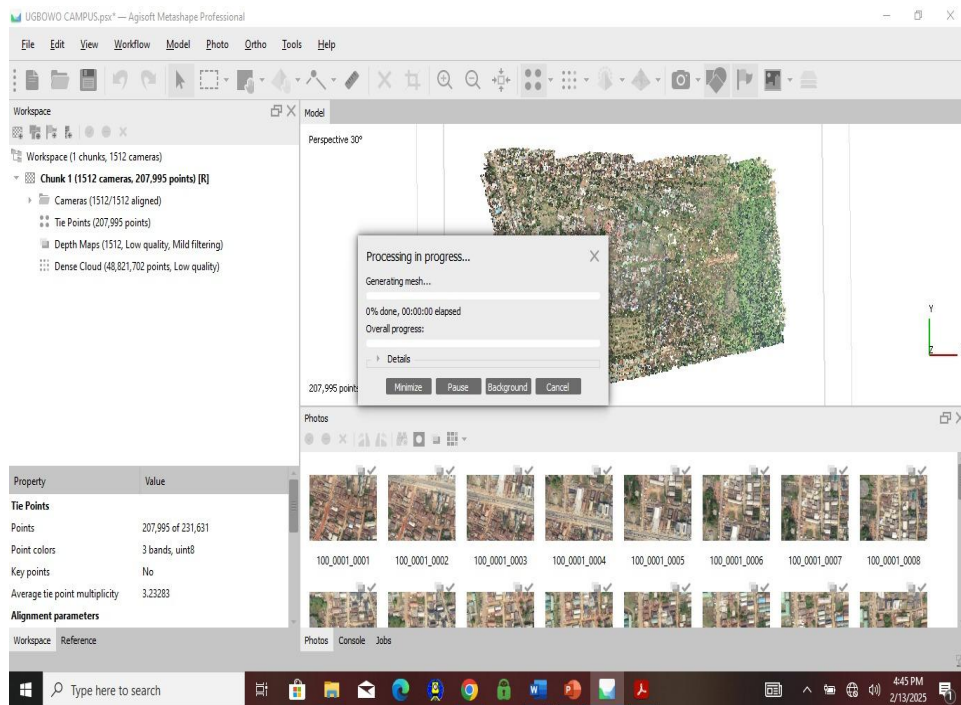 UGBOWO CAMPUS.psx* — Agisoft Metashape Professional
File Edit View Workflow Model Photo Ortho Tools Help
Workspace
Workspace (1 chunks, 1512 cameras)
Chunk 1 (1512 cameras, 207,995 points) [R]
Cameras (1512/1512 aligned)
Tie Points (207,995 points)
Depth Maps (1512, Low quality, Mild filtering)
Dense Cloud (48,821,702 points, Low quality)
Property Value
Tie Points
Points 207,995 of 231,631
Point colors 3 bands, uint8
Key points No
Average tie point multiplicity 3.23283
Alignment parameters
Workspace Reference
Model
Perspective 30°
Y
Z
207,995 points
Processing in progress...
Generating mesh...
0% done, 00:00:00 elapsed
Overall progress:
Details
Minimize Pause Background Cancel
Photos
100_0001_0001 100_0001_0002 100_0001_0003 100_0001_0004 100_0001_0005 100_0001_0006 100_0001_0007 100_0001_0008
Photos Console Jobs
Type here to search
4:45 PM
2/13/2025
1